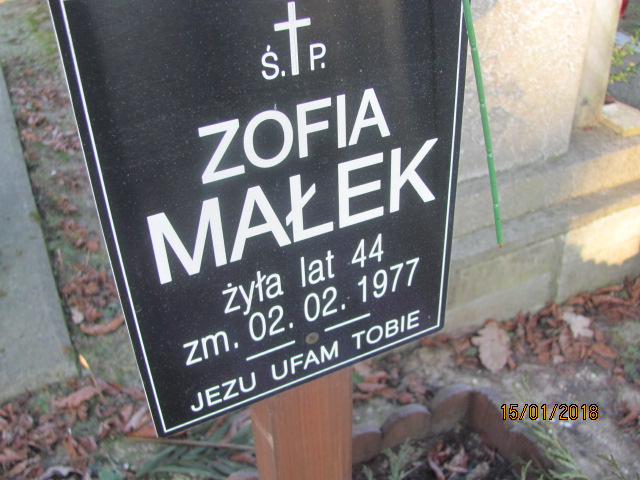 Ś. P.
ZOFIA
MAŁEK
żyła lat 44
zm. 02. 02. 1977
JEZU UFAM TOBIE
15/01/2018